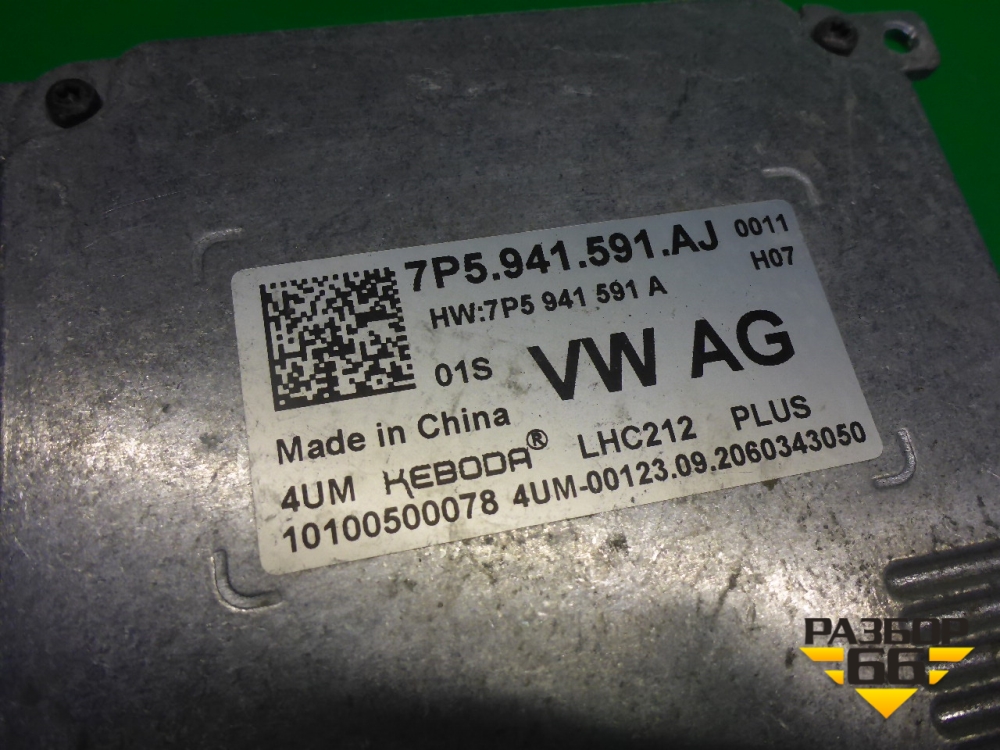 7P5.941.591.AJ 0011
HW:7P5 941 591 A H07
01S VW AG
Made in China
4UM KEBODA® LHC212 PLUS
10100500078 4UM-00123.09.2060343050
РАЗБОР
66